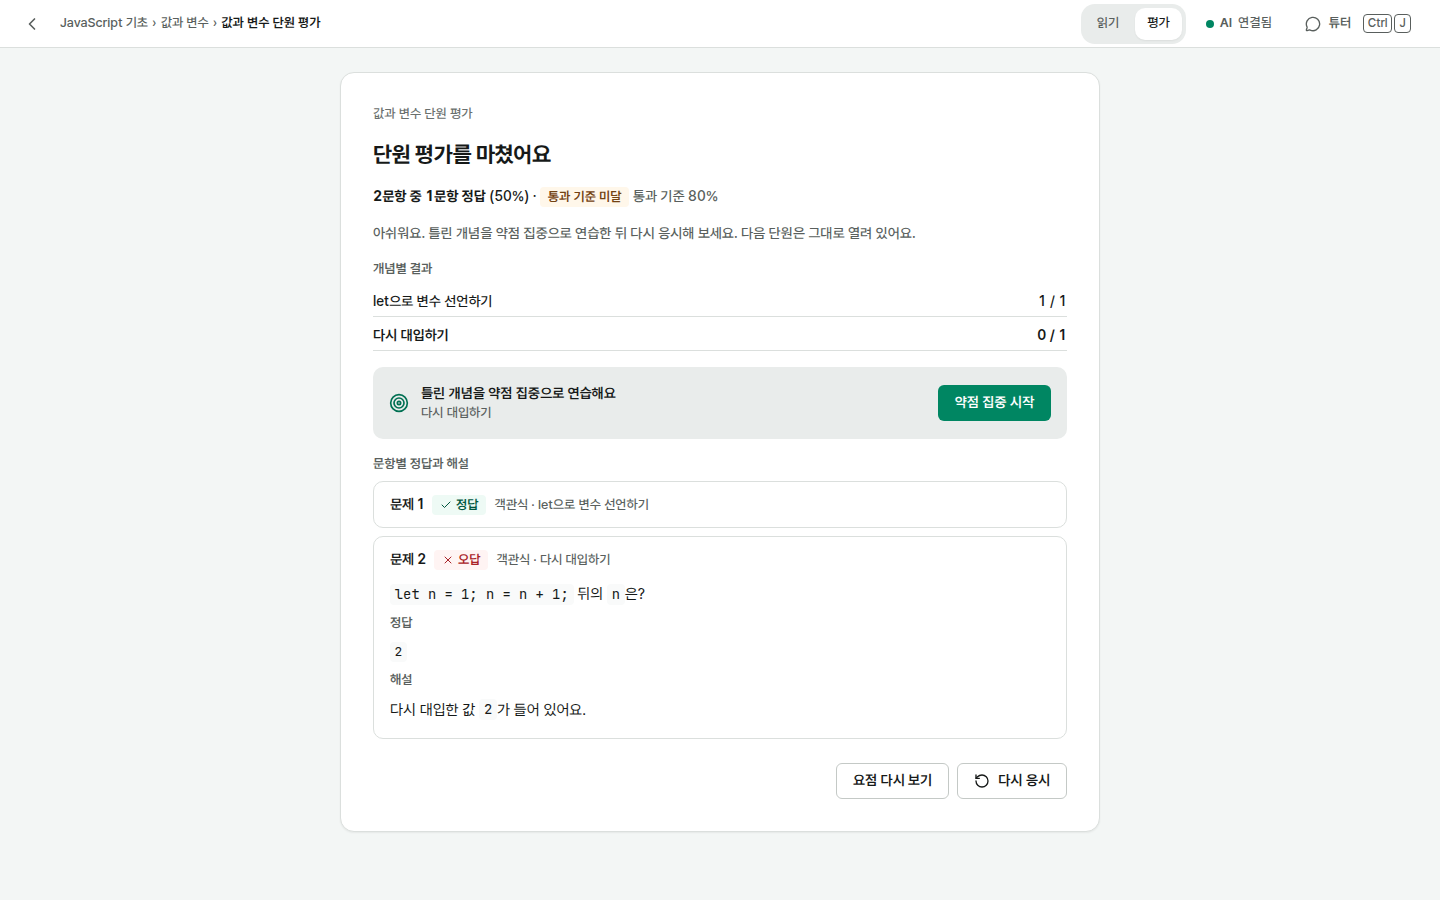 JavaScript 기초 › 값과 변수 › 값과 변수 단원 평가
읽기 평가 AI 연결됨 튜터 Ctrl J
값과 변수 단원 평가
단원 평가를 마쳤어요
2문항 중 1문항 정답 (50%) · 통과 기준 미달 통과 기준 80%
아쉬워요. 틀린 개념을 약점 집중으로 연습한 뒤 다시 응시해 보세요. 다음 단원은 그대로 열려 있어요.
개념별 결과
let으로 변수 선언하기 1 / 1
다시 대입하기 0 / 1
틀린 개념을 약점 집중으로 연습해요
다시 대입하기
약점 집중 시작
문항별 정답과 해설
문제 1 정답 객관식 · let으로 변수 선언하기
문제 2 오답 객관식 · 다시 대입하기
let n = 1; n = n + 1; 뒤의 n 은?
정답
2
해설
다시 대입한 값 2 가 들어 있어요.
요점 다시 보기 다시 응시